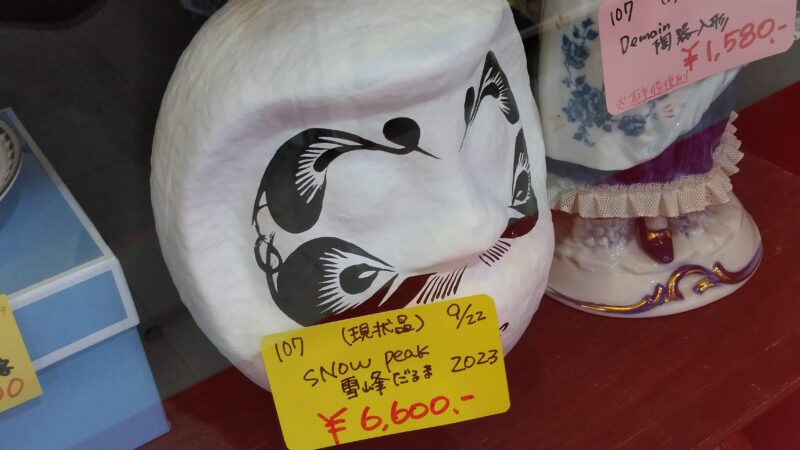 107 (現状品) 9/22
SNOW peak
雪峰だるま 2023
¥6,600.-
107
Demain 陶器人形
¥1,580.-